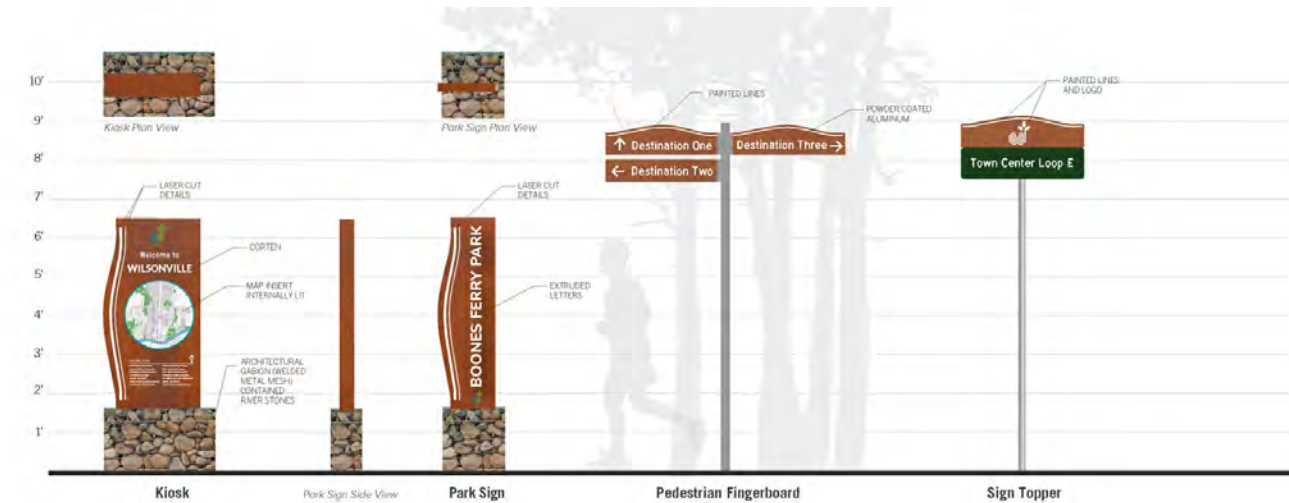 10'
9'
8'
7'
6'
5'
4'
3'
2'
1'
Kiosk Plan View
Park Sign Plan View
LASER CUT
DETAILS
Welcome to
WILSONVILLE
CORTEN
MAP INSERT
INTERNALLY LIT
ARCHITECTURAL
GABION (WELDED
METAL MESH)
CONTAINED
RIVER STONES
LASER CUT
DETAILS
BOONES FERRY PARK
EXTRUDED
LETTERS
PAINTED LINES
POWDER COATED
ALUMINUM
↑ Destination One
← Destination Two
Destination Three →
PAINTED LINES
AND LOGO
Town Center Loop E
Kiosk
Park Sign Side View
Park Sign
Pedestrian Fingerboard
Sign Topper